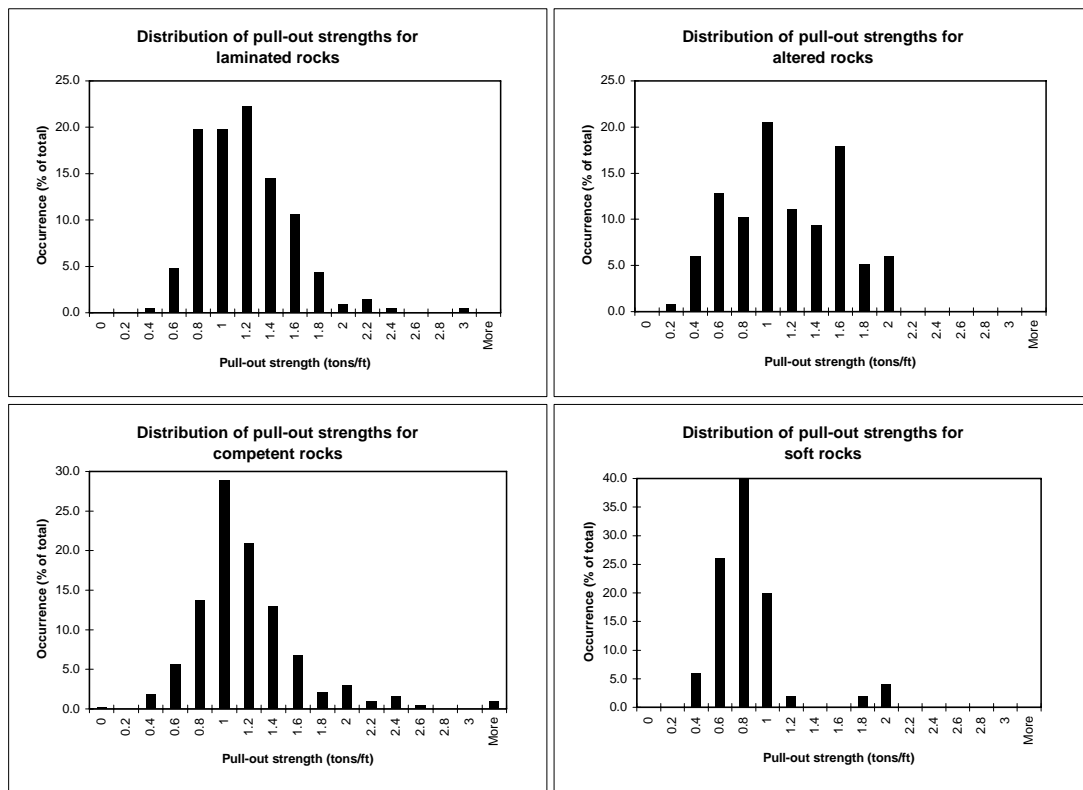 Distribution of pull-out strengths for
laminated rocks
Occurrence (% of total)
25.0
20.0
15.0
10.0
5.0
0.0
0 0.2 0.4 0.6 0.8 1 1.2 1.4 1.6 1.8 2 2.2 2.4 2.6 2.8 3 More
Pull-out strength (tons/ft)
Distribution of pull-out strengths for
altered rocks
Occurrence (% of total)
25.0
20.0
15.0
10.0
5.0
0.0
0 0.2 0.4 0.6 0.8 1 1.2 1.4 1.6 1.8 2 2.2 2.4 2.6 2.8 3 More
Pull-out strength (tons/ft)
Distribution of pull-out strengths for
competent rocks
Occurrence (% of total)
30.0
25.0
20.0
15.0
10.0
5.0
0.0
0 0.2 0.4 0.6 0.8 1 1.2 1.4 1.6 1.8 2 2.2 2.4 2.6 2.8 3 More
Pull-out strength (tons/ft)
Distribution of pull-out strengths for
soft rocks
Occurrence (% of total)
40.0
35.0
30.0
25.0
20.0
15.0
10.0
5.0
0.0
0 0.2 0.4 0.6 0.8 1 1.2 1.4 1.6 1.8 2 2.2 2.4 2.6 2.8 3 More
Pull-out strength (tons/ft)